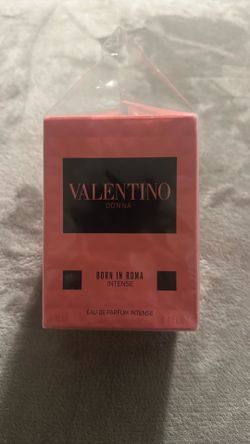 VALENTINO
DONNA
BORN IN ROMA
INTENSE
EAU DE PARFUM INTENSE